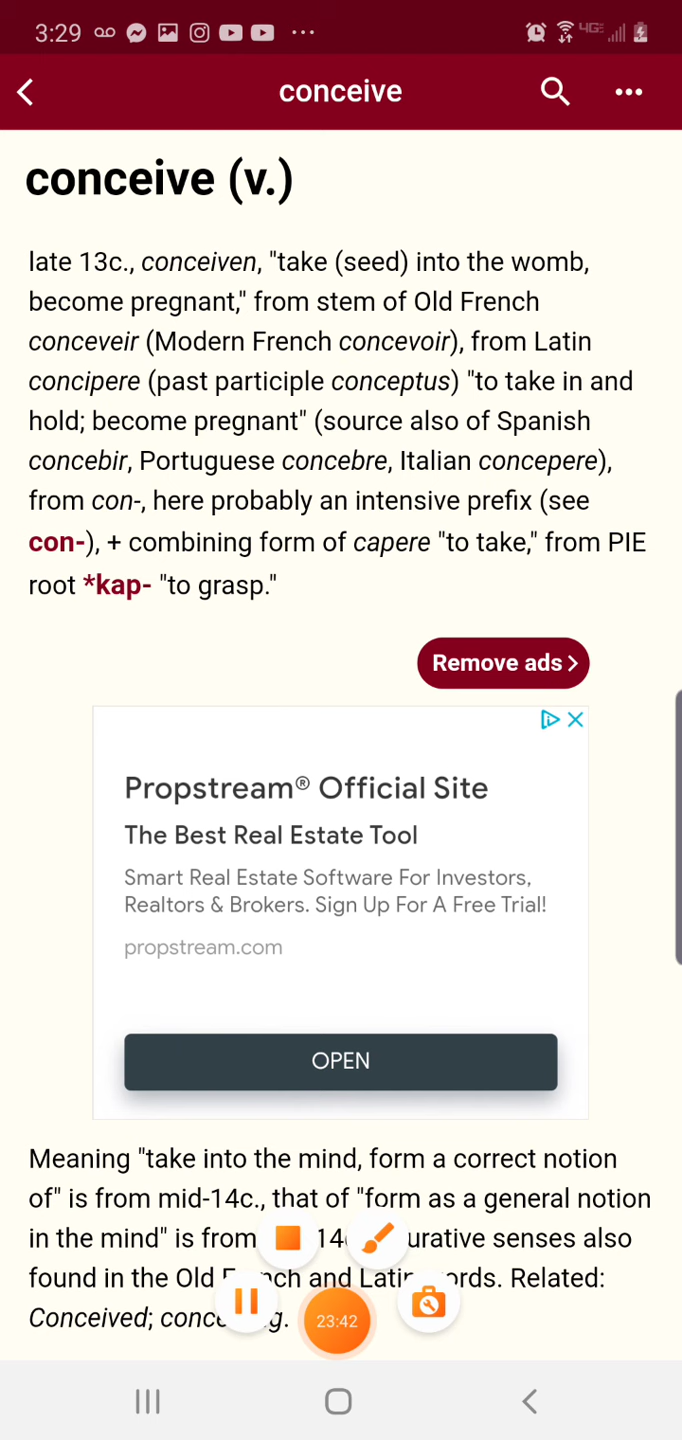 3:29
4GE
conceive
conceive (v.)
late 13c., conceiven, "take (seed) into the womb,
become pregnant," from stem of Old French
conceveir (Modern French concevoir), from Latin
concipere (past participle conceptus) "to take in and
hold; become pregnant" (source also of Spanish
concebir, Portuguese concebre, Italian concepere),
from con-, here probably an intensive prefix (see
con-), + combining form of capere "to take," from PIE
root *kap- "to grasp."
Remove ads
Propstream® Official Site
The Best Real Estate Tool
Smart Real Estate Software For Investors,
Realtors & Brokers. Sign Up For A Free Trial!
propstream.com
OPEN
Meaning "take into the mind, form a correct notion
of" is from mid-14c., that of "form as a general notion
in the mind" is from 14 senses also
found in the Old and Latin Related:
Conceived;
23:42